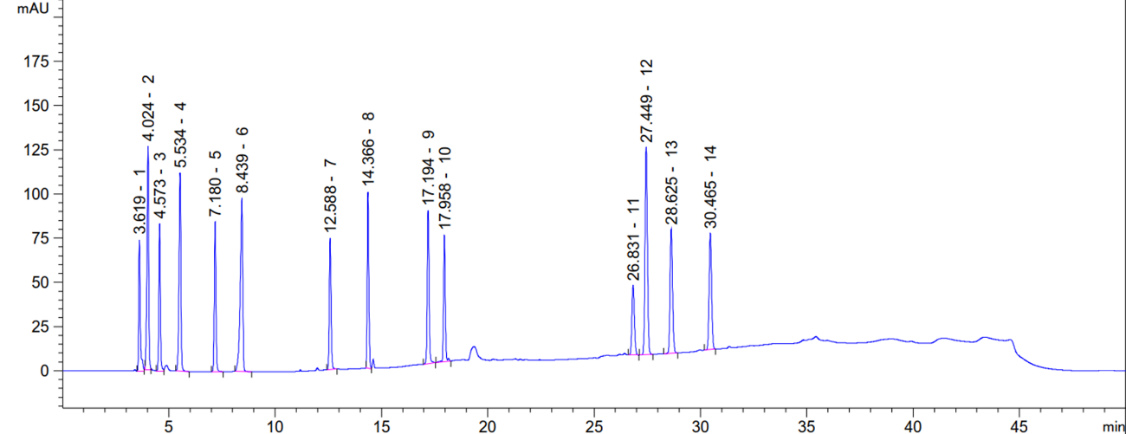 mAU
175
150
125
100
75
50
25
0
3.619 - 1
4.024 - 2
4.573 - 3
5.534 - 4
7.180 - 5
8.439 - 6
12.588 - 7
14.366 - 8
17.194 - 9
17.958 - 10
26.831 - 11
27.449 - 12
28.625 - 13
30.465 - 14
5
10
15
20
25
30
35
40
45
min